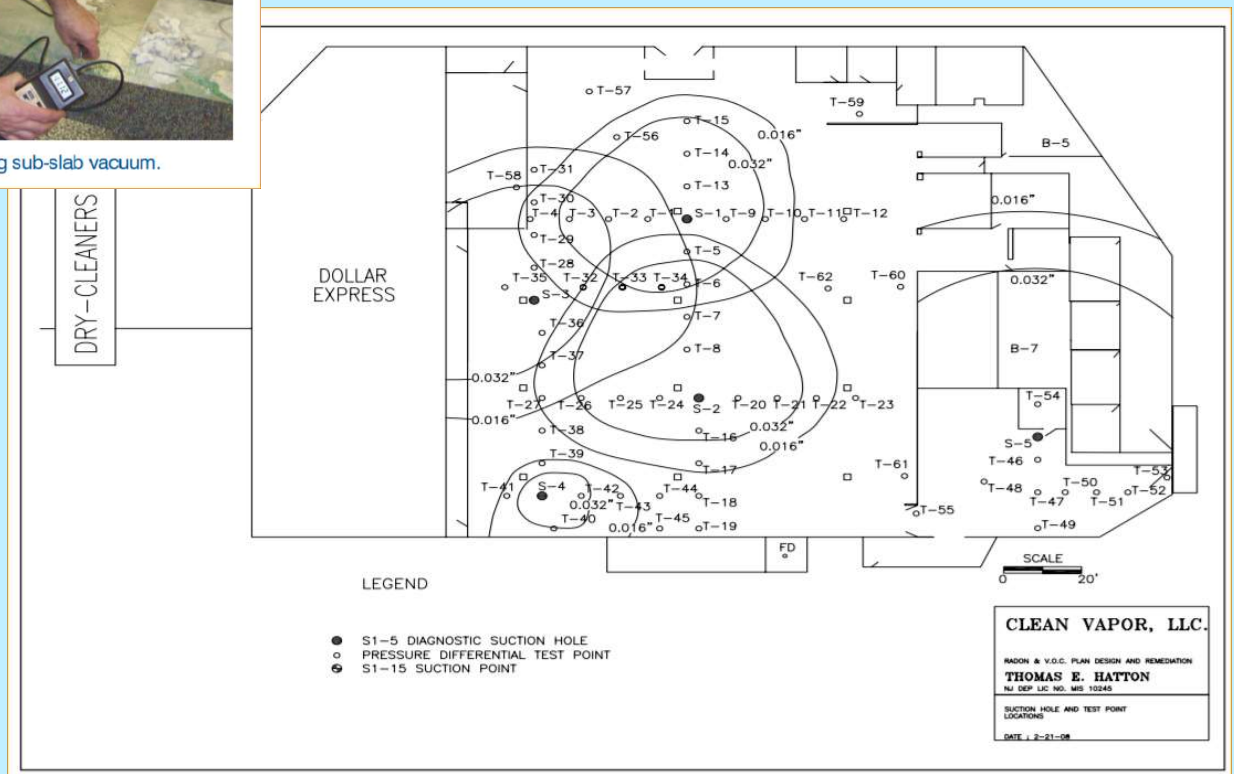 g sub-slab vacuum.
DRY-CLEANERS
DOLLAR
EXPRESS
T-57
T-59
T-15
0.016"
T-56
B-5
T-14
0.032"
T-31
T-58
T-13
T-30
0.016"
T-4 T-3 T-2 T-1 S-1 T-9 T-10 T-11 T-12
T-29
T-5
T-28
T-35 T-32 T-33 T-34 T-6 T-62 T-60
0.032"
S-3
T-7
T-36
T-8
B-7
T-37
0.032"
T-54
T-27 T-26 T-25 T-24 S-2 T-20 T-21 T-22 T-23
0.016"
T-38
T-16
0.032"
S-5
0.016"
T-39
T-17
T-61
T-46
T-53
T-41 S-4 T-42 T-44
T-48 T-50
0.032" T-43 T-18
T-47 T-51 T-52
T-40 0.016" T-45 T-19
T-55
T-49
FD
SCALE
0 20'
LEGEND
S1-5 DIAGNOSTIC SUCTION HOLE
PRESSURE DIFFERENTIAL TEST POINT
S1-15 SUCTION POINT
CLEAN VAPOR, LLC.
RADON & V.O.C. PLAN DESIGN AND REMEDIATION
THOMAS E. HATTON
NJ DEP LIC NO. MIS 10245
SUCTION HOLE AND TEST POINT
LOCATIONS
DATE ; 2-21-08